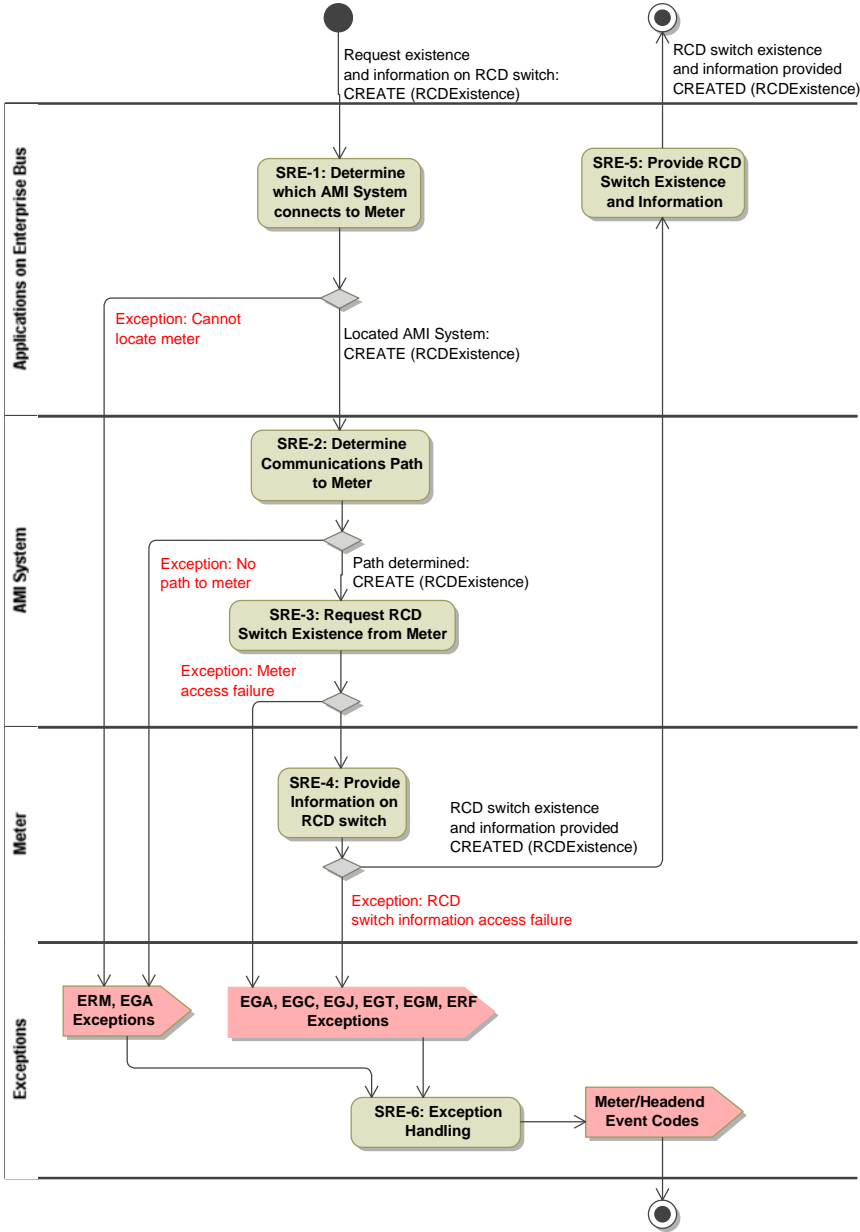 Request existence
and information on RCD switch:
CREATE (RCDExistence)
RCD switch existence
and information provided
CREATED (RCDExistence)
Applications on Enterprise Bus
SRE-1: Determine
which AMI System
connects to Meter
SRE-5: Provide RCD
Switch Existence
and Information
Exception: Cannot
locate meter
Located AMI System:
CREATE (RCDExistence)
AMI System
SRE-2: Determine
Communications Path
to Meter
Exception: No
path to meter
Path determined:
CREATE (RCDExistence)
SRE-3: Request RCD
Switch Existence from Meter
Exception: Meter
access failure
Meter
SRE-4: Provide
Information on
RCD switch
RCD switch existence
and information provided
CREATED (RCDExistence)
Exception: RCD
switch information access failure
Exceptions
ERM, EGA
Exceptions
EGA, EGC, EGJ, EGT, EGM, ERF
Exceptions
SRE-6: Exception
Handling
Meter/Headend
Event Codes